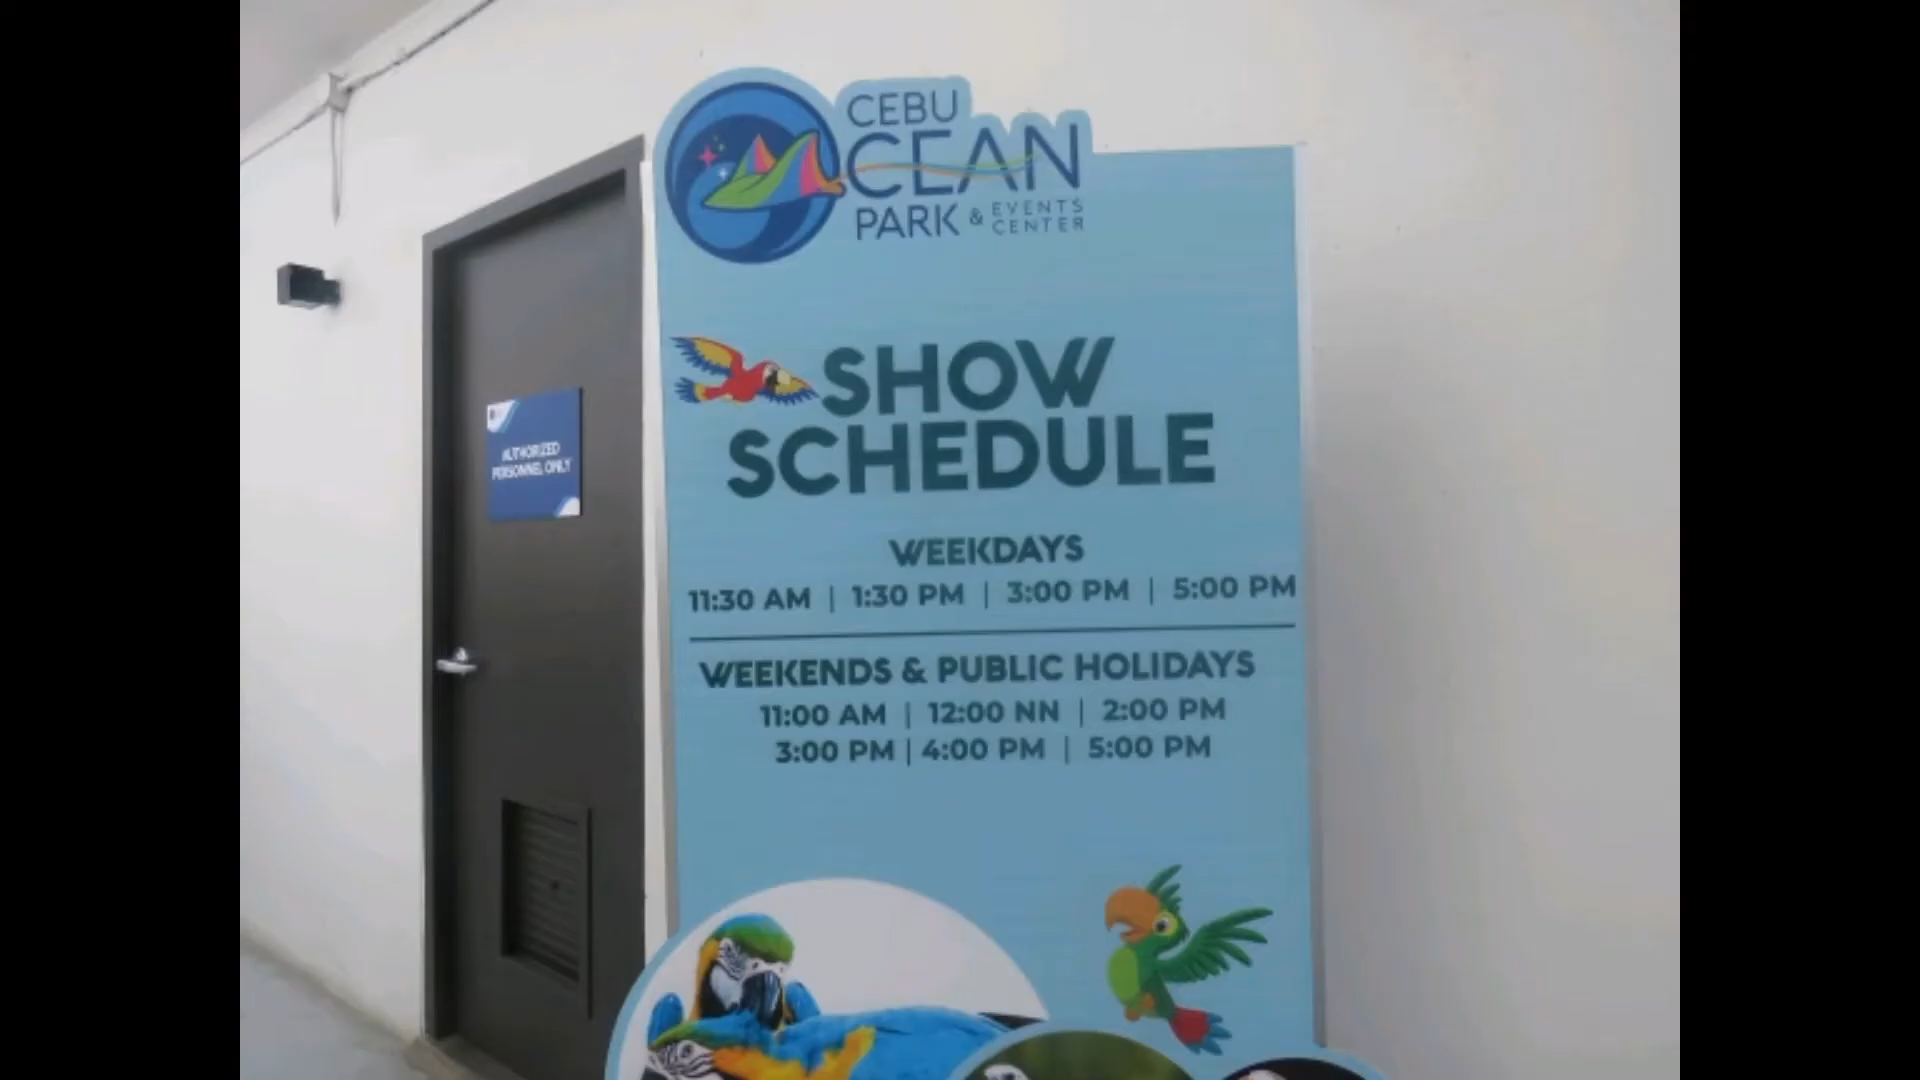 CEBU
OCEAN
PARK & EVENTS CENTER
SHOW
SCHEDULE
WEEKDAYS
11:30 AM | 1:30 PM | 3:00 PM | 5:00 PM
WEEKENDS & PUBLIC HOLIDAYS
11:00 AM | 12:00 NN | 2:00 PM
3:00 PM | 4:00 PM | 5:00 PM
AUTHORIZED
PERSONNEL ONLY